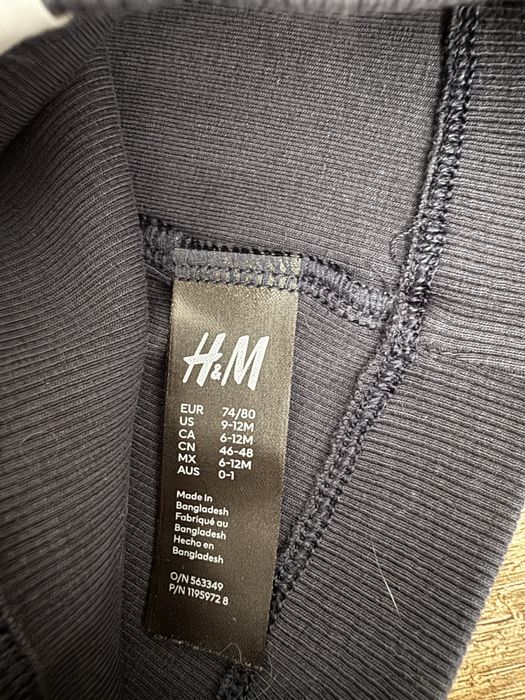 H&M
EUR 74/80
US 9-12M
CA 6-12M
CN 46-48
MX 6-12M
AUS 0-1
Made in
Bangladesh
Fabriqué au
Bangladesh
Hecho en
Bangladesh
O/N 563349
P/N 1195972 8